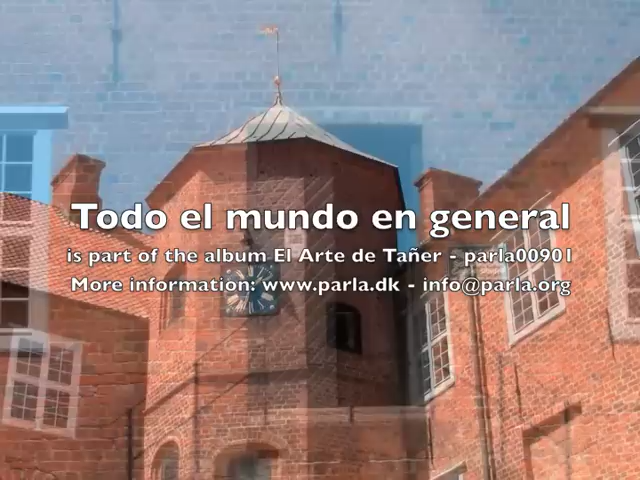 Todo el mundo en general
is part of the album El Arte de Tañer - parla00901
More information: www.parla.dk - info@parla.org